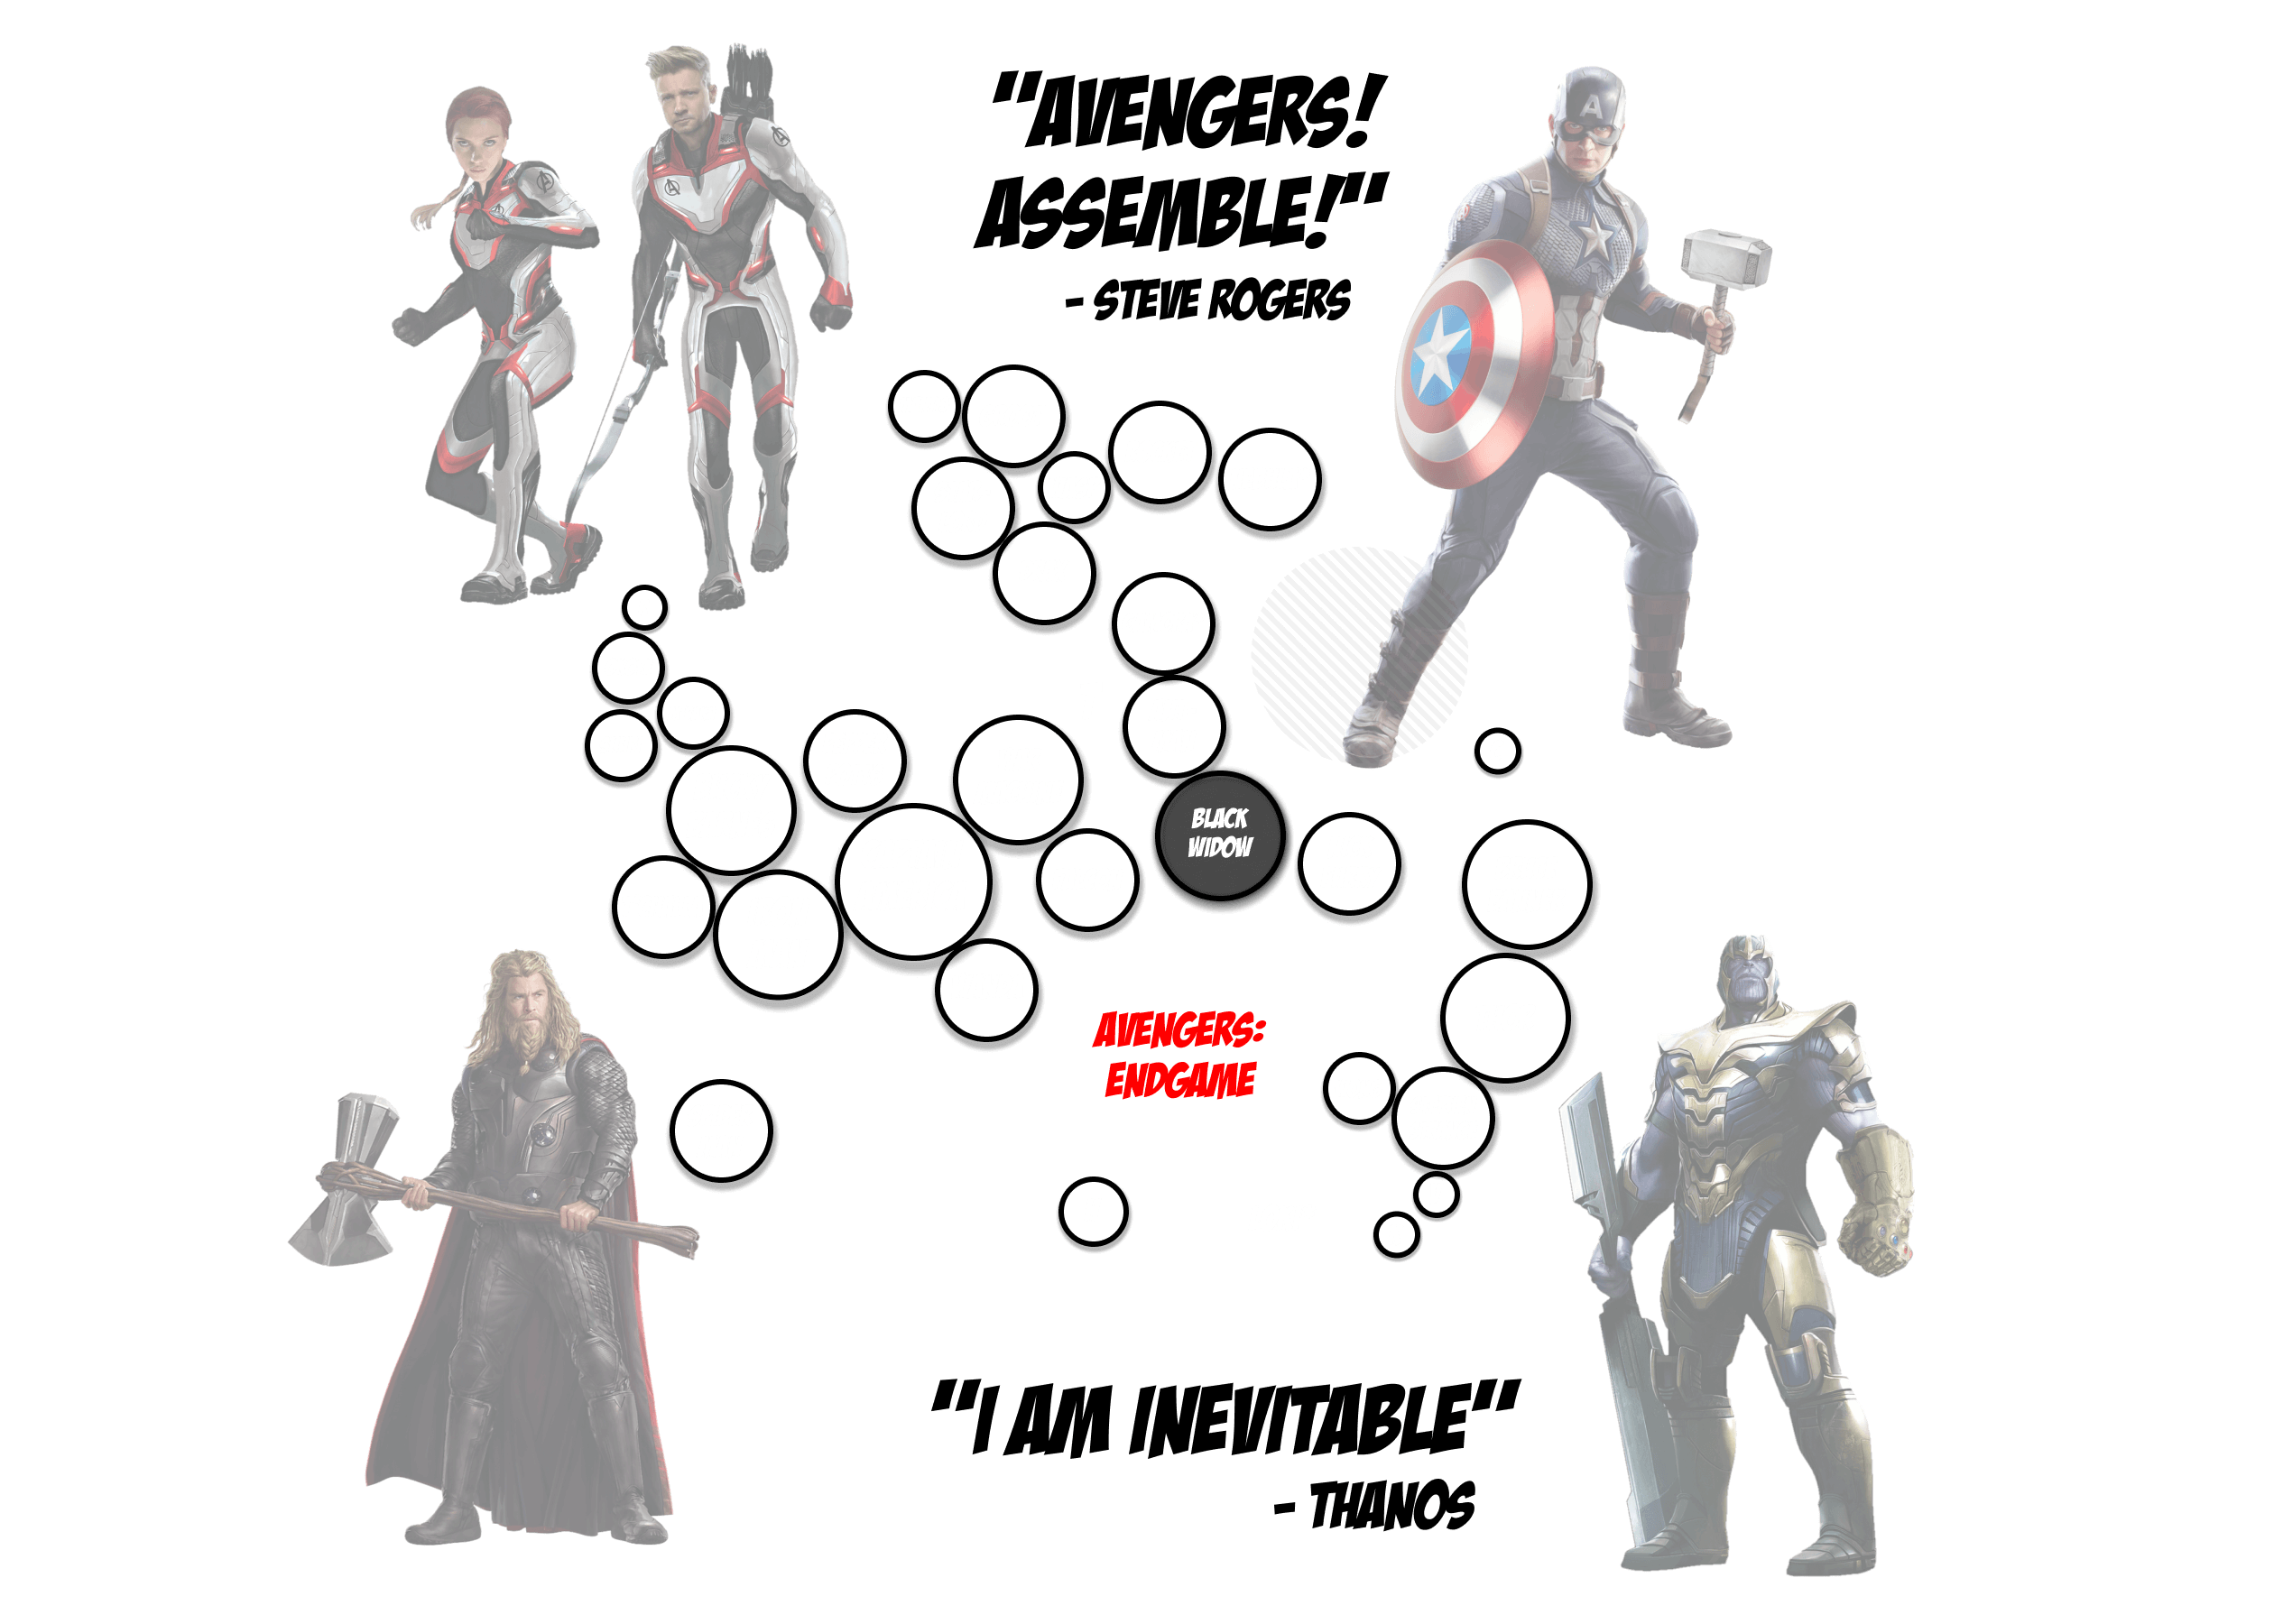 "AVENGERS!
ASSEMBLE!"
- STEVE ROGERS
A
BLACK
WIDOW
AVENGERS:
ENDGAME
"I AM INEVITABLE"
- THANOS